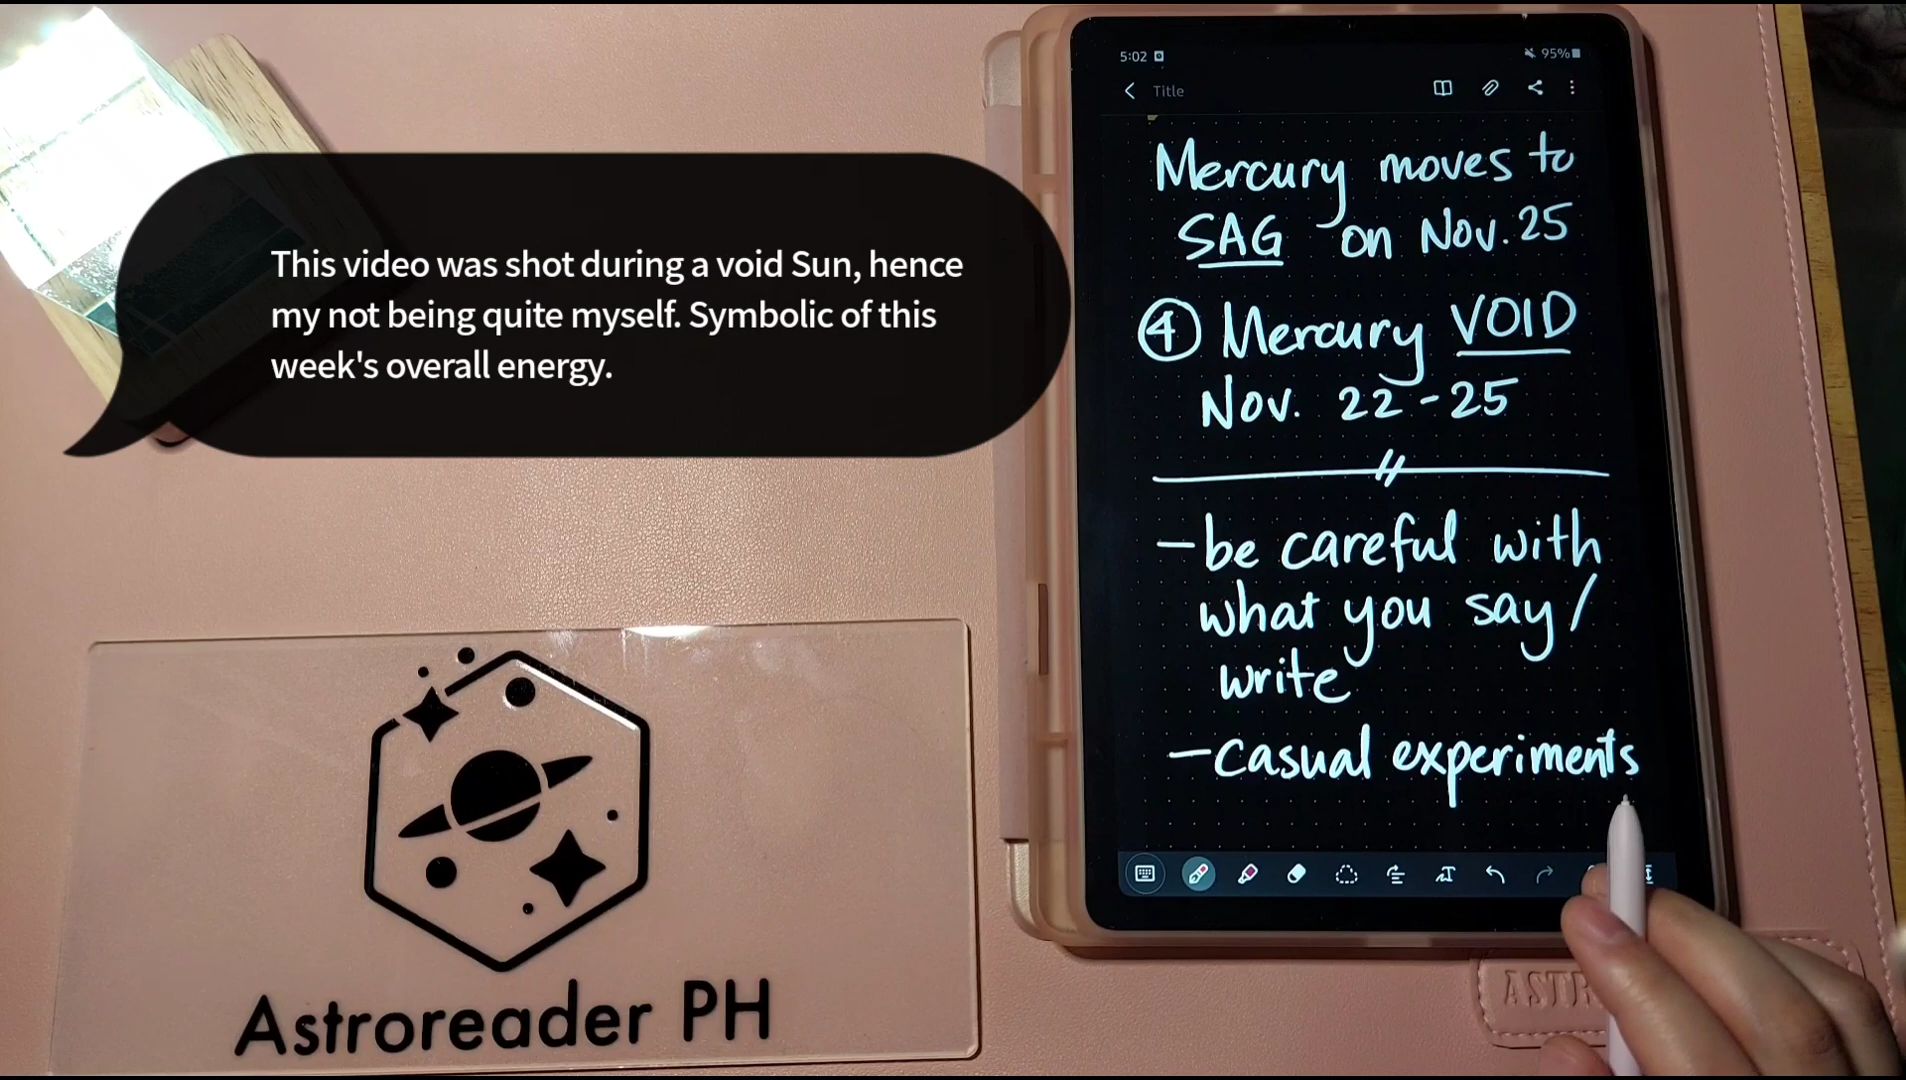 This video was shot during a void Sun, hence
my not being quite myself. Symbolic of this
week's overall energy.
5:02
95%
Title
Mercury moves to
SAG on Nov. 25
④ Mercury VOID
Nov. 22-25
- be careful with
what you say/
write
- casual experiments
Astroreader PH